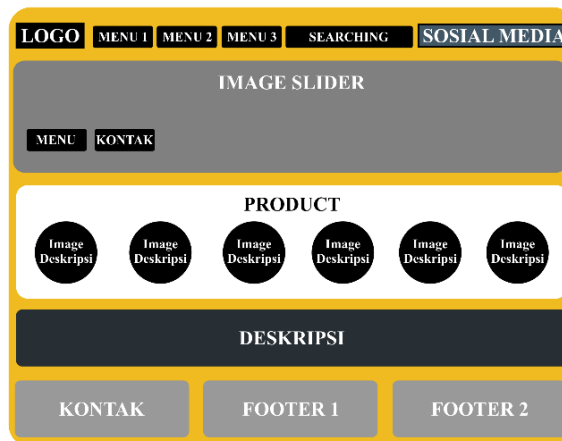 LOGO MENU 1 MENU 2 MENU 3 SEARCHING SOSIAL MEDIA
IMAGE SLIDER
MENU KONTAK
PRODUCT
Image Image Image Image Image Image
Deskripsi Deskripsi Deskripsi Deskripsi Deskripsi Deskripsi
DESKRIPSI
KONTAK FOOTER 1 FOOTER 2